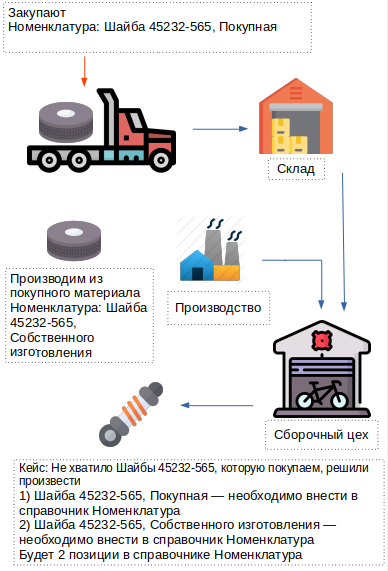 Закупают
Номенклатура: Шайба 45232-565, Покупная
Склад
Производим из
покупного материала
Номенклатура: Шайба
45232-565,
Собственного
изготовления
Производство
Сборочный цех
Кейс: Не хватило Шайбы 45232-565, которую покупаем, решили
произвести
1) Шайба 45232-565, Покупная — необходимо внести в
справочник Номенклатура
2) Шайба 45232-565, Собственного изготовления —
необходимо внести в справочник Номенклатура
Будет 2 позиции в справочнике Номенклатура